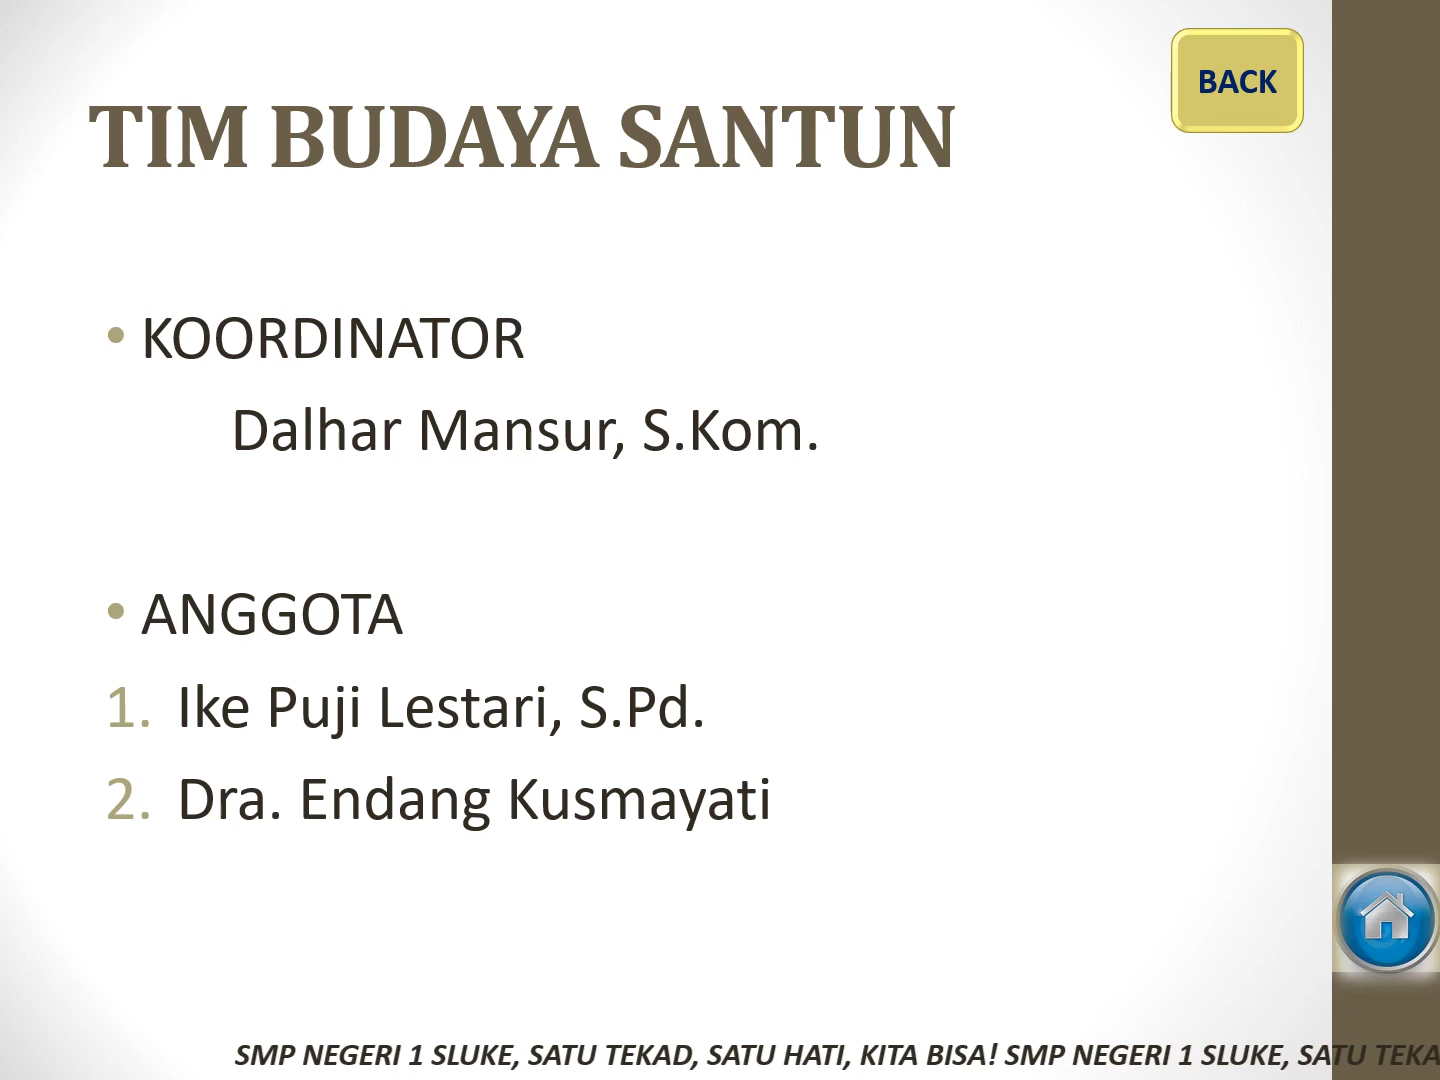 BACK
TIM BUDAYA SANTUN
• KOORDINATOR
Dalhar Mansur, S.Kom.
• ANGGOTA
1. Ike Puji Lestari, S.Pd.
2. Dra. Endang Kusmayati
SMP NEGERI 1 SLUKE, SATU TEKAD, SATU HATI, KITA BISA! SMP NEGERI 1 SLUKE, SATU TEKA